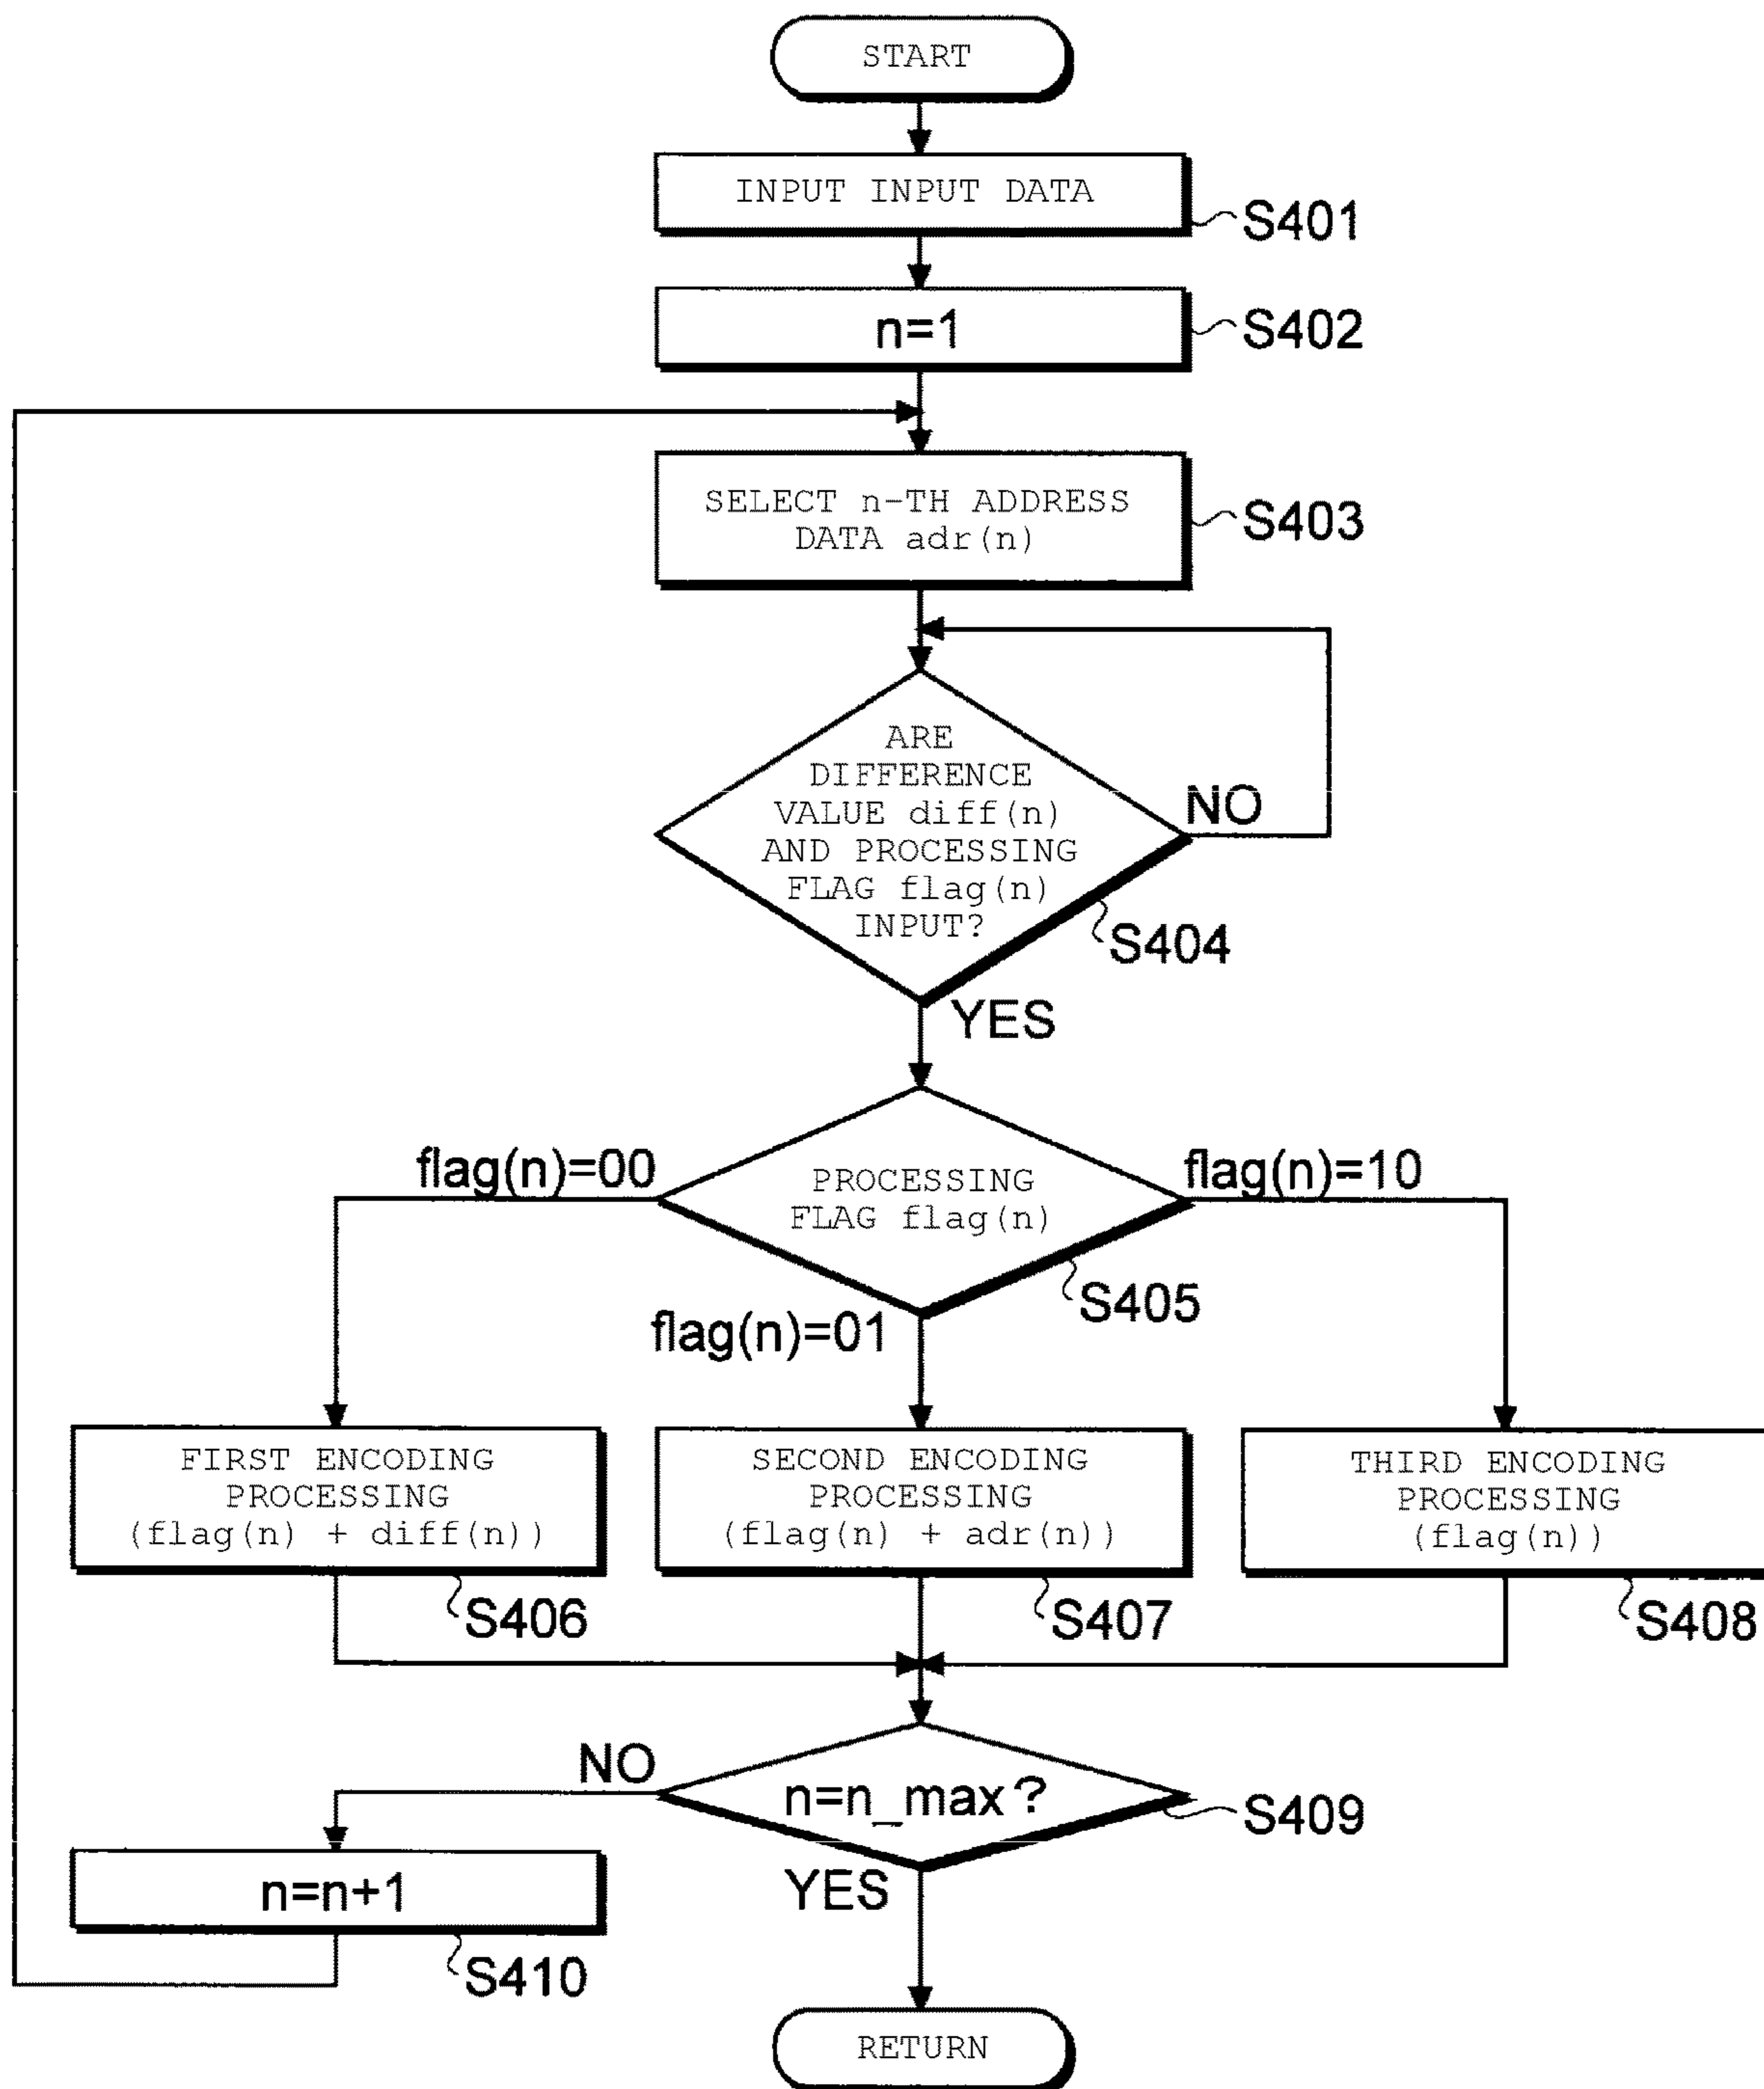 START
INPUT INPUT DATA
S401
n=1
S402
SELECT n-TH ADDRESS
DATA adr(n)
S403
ARE
DIFFERENCE
VALUE diff(n)
AND PROCESSING
FLAG flag(n)
INPUT?
NO
S404
YES
flag(n)=00
PROCESSING
FLAG flag(n)
flag(n)=10
S405
flag(n)=01
FIRST ENCODING
PROCESSING
(flag(n) + diff(n))
S406
SECOND ENCODING
PROCESSING
(flag(n) + adr(n))
S407
THIRD ENCODING
PROCESSING
(flag(n))
S408
NO
n=n_max?
S409
YES
n=n+1
S410
RETURN